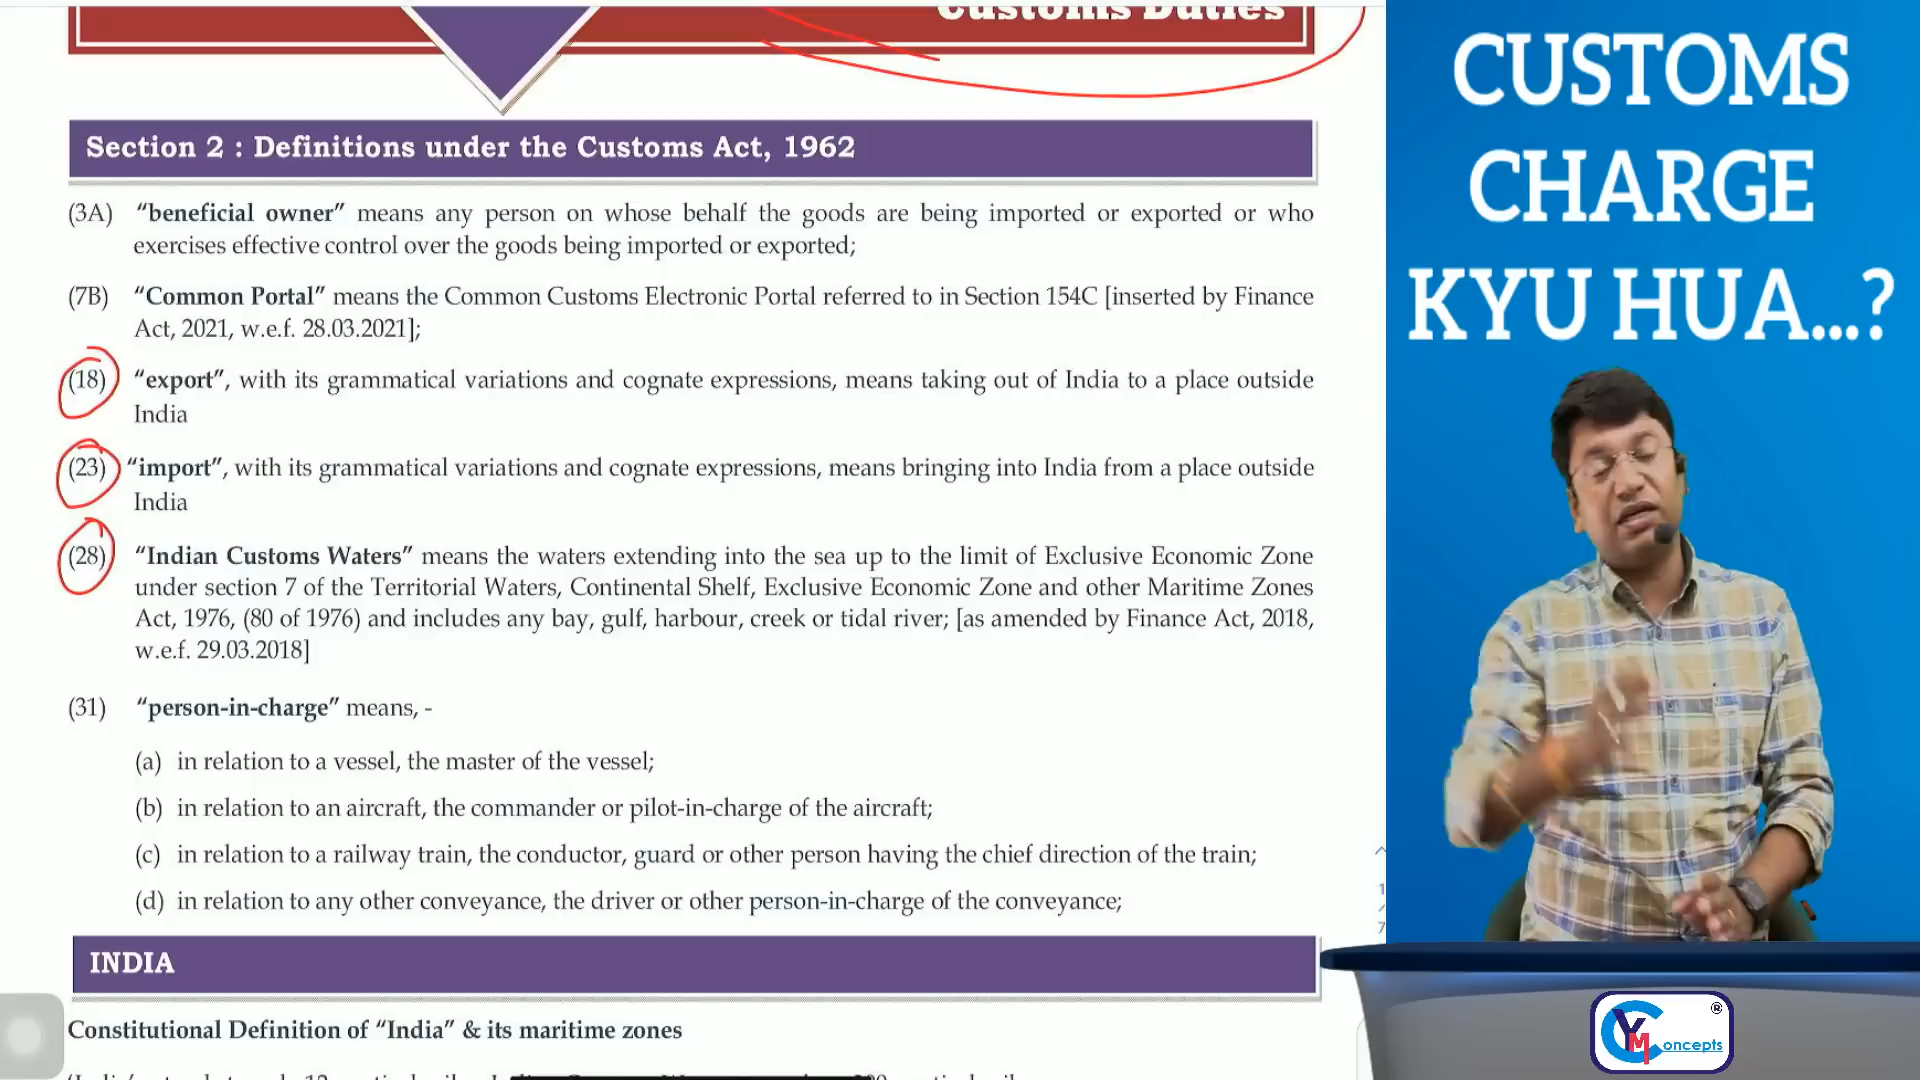 Customs Duties
Section 2 : Definitions under the Customs Act, 1962
(3A) “beneficial owner” means any person on whose behalf the goods are being imported or exported or who
exercises effective control over the goods being imported or exported;
(7B) “Common Portal” means the Common Customs Electronic Portal referred to in Section 154C [inserted by Finance
Act, 2021, w.e.f. 28.03.2021];
(18) “export”, with its grammatical variations and cognate expressions, means taking out of India to a place outside
India
(23) “import”, with its grammatical variations and cognate expressions, means bringing into India from a place outside
India
(28) “Indian Customs Waters” means the waters extending into the sea up to the limit of Exclusive Economic Zone
under section 7 of the Territorial Waters, Continental Shelf, Exclusive Economic Zone and other Maritime Zones
Act, 1976, (80 of 1976) and includes any bay, gulf, harbour, creek or tidal river; [as amended by Finance Act, 2018,
w.e.f. 29.03.2018]
(31) “person-in-charge” means, -
(a) in relation to a vessel, the master of the vessel;
(b) in relation to an aircraft, the commander or pilot-in-charge of the aircraft;
(c) in relation to a railway train, the conductor, guard or other person having the chief direction of the train;
(d) in relation to any other conveyance, the driver or other person-in-charge of the conveyance;
INDIA
Constitutional Definition of “India” & its maritime zones
CUSTOMS
CHARGE
KYU HUA...?
1
/
7
YM Concepts ®